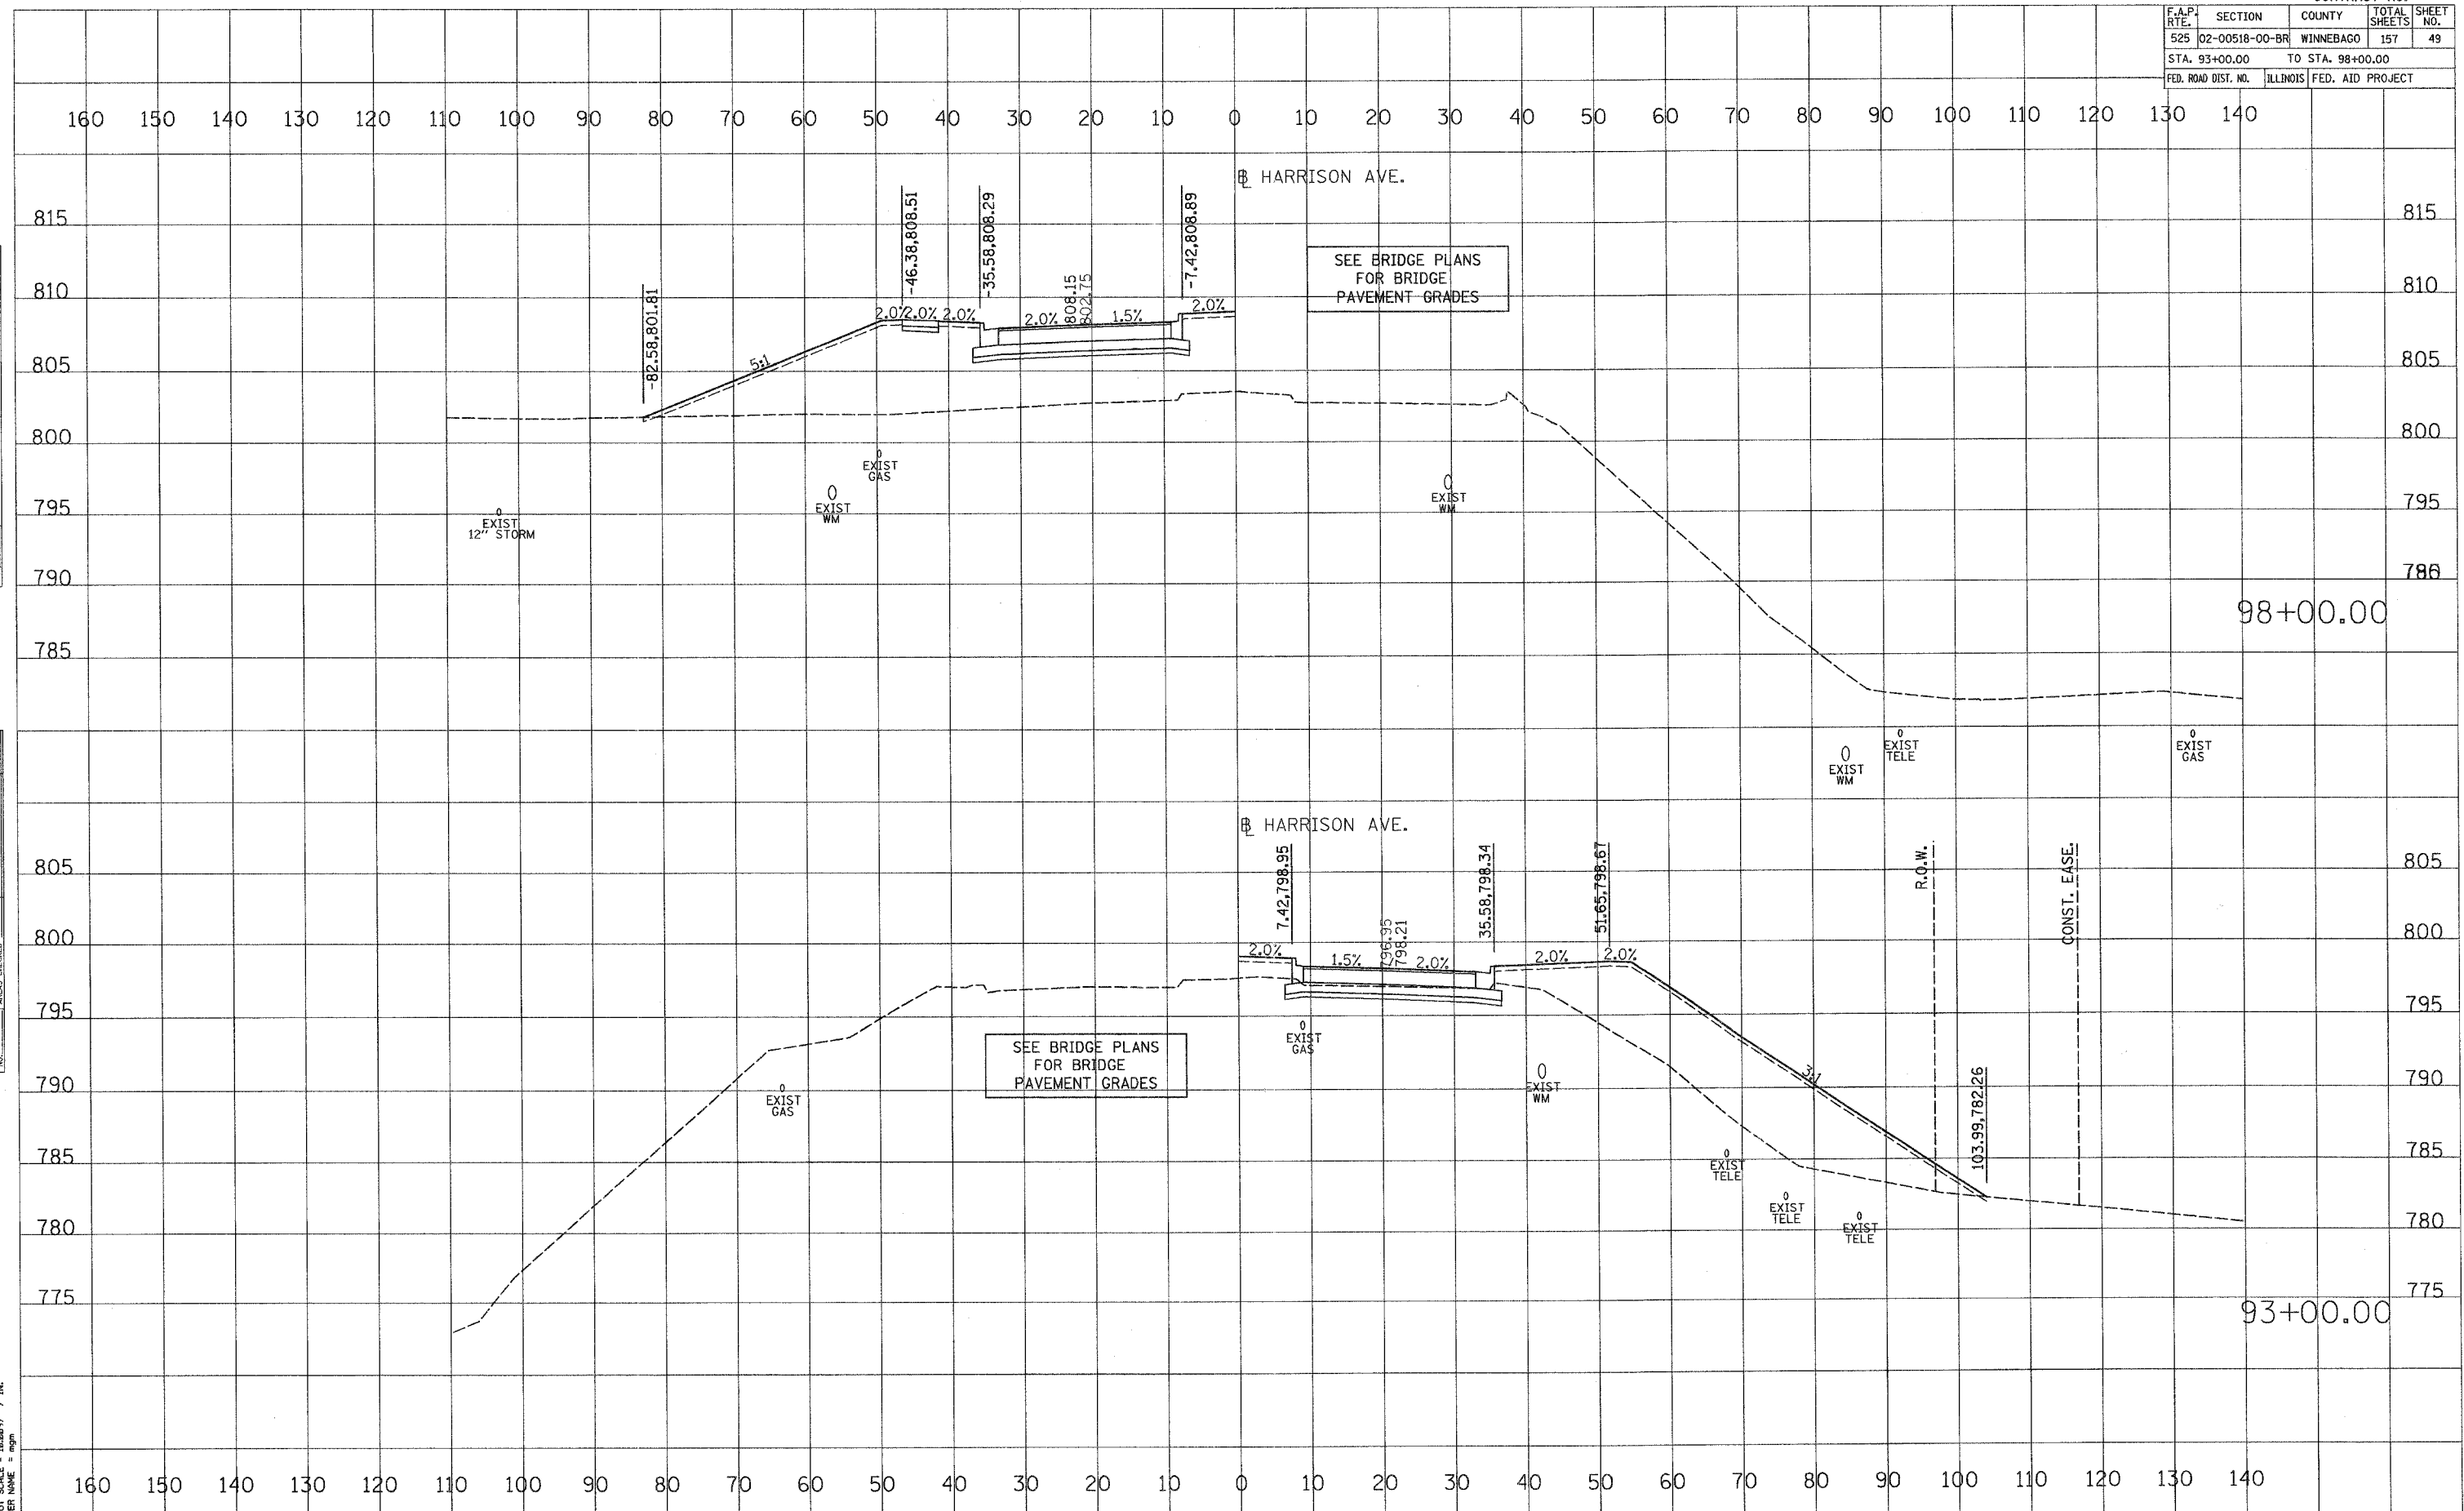 F.A.P. RTE. SECTION COUNTY TOTAL SHEETS SHEET NO.
525 02-00518-00-BR WINNEBAGO 157 49
STA. 93+00.00 TO STA. 98+00.00
FED. ROAD DIST. NO. ILLINOIS FED. AID PROJECT
160 150 140 130 120 110 100 90 80 70 60 50 40 30 20 10 0 10 20 30 40 50 60 70 80 90 100 110 120 130 140
HARRISON AVE.
-82.58,801.81
-46.38,808.51
-35.58,808.29
808.15
802.75
-7.42,808.89
SEE BRIDGE PLANS
FOR BRIDGE
PAVEMENT GRADES
815 815
810 810
2.0% 2.0% 2.0% 2.0% 1.5% 2.0%
5:1
805 805
800 800
EXIST
GAS
EXIST
WM
EXIST
WM
795 795
EXIST
12" STORM
790
98+00.00
785
EXIST
WM
EXIST
TELE
EXIST
GAS
HARRISON AVE.
7.42,798.95
796.95
798.21
35.58,798.34
51.65,798.67
R.O.W.
CONST. EASE.
805 805
800 800
2.0% 1.5% 2.0% 2.0% 2.0%
795 795
EXIST
GAS
SEE BRIDGE PLANS
FOR BRIDGE
PAVEMENT GRADES
790 790
EXIST
GAS
EXIST
WM
3:1
103.99,782.26
785 785
EXIST
TELE
EXIST
TELE
EXIST
TELE
780 780
775 775
93+00.00
160 150 140 130 120 110 100 90 80 70 60 50 40 30 20 10 0 10 20 30 40 50 60 70 80 90 100 110 120 130 140